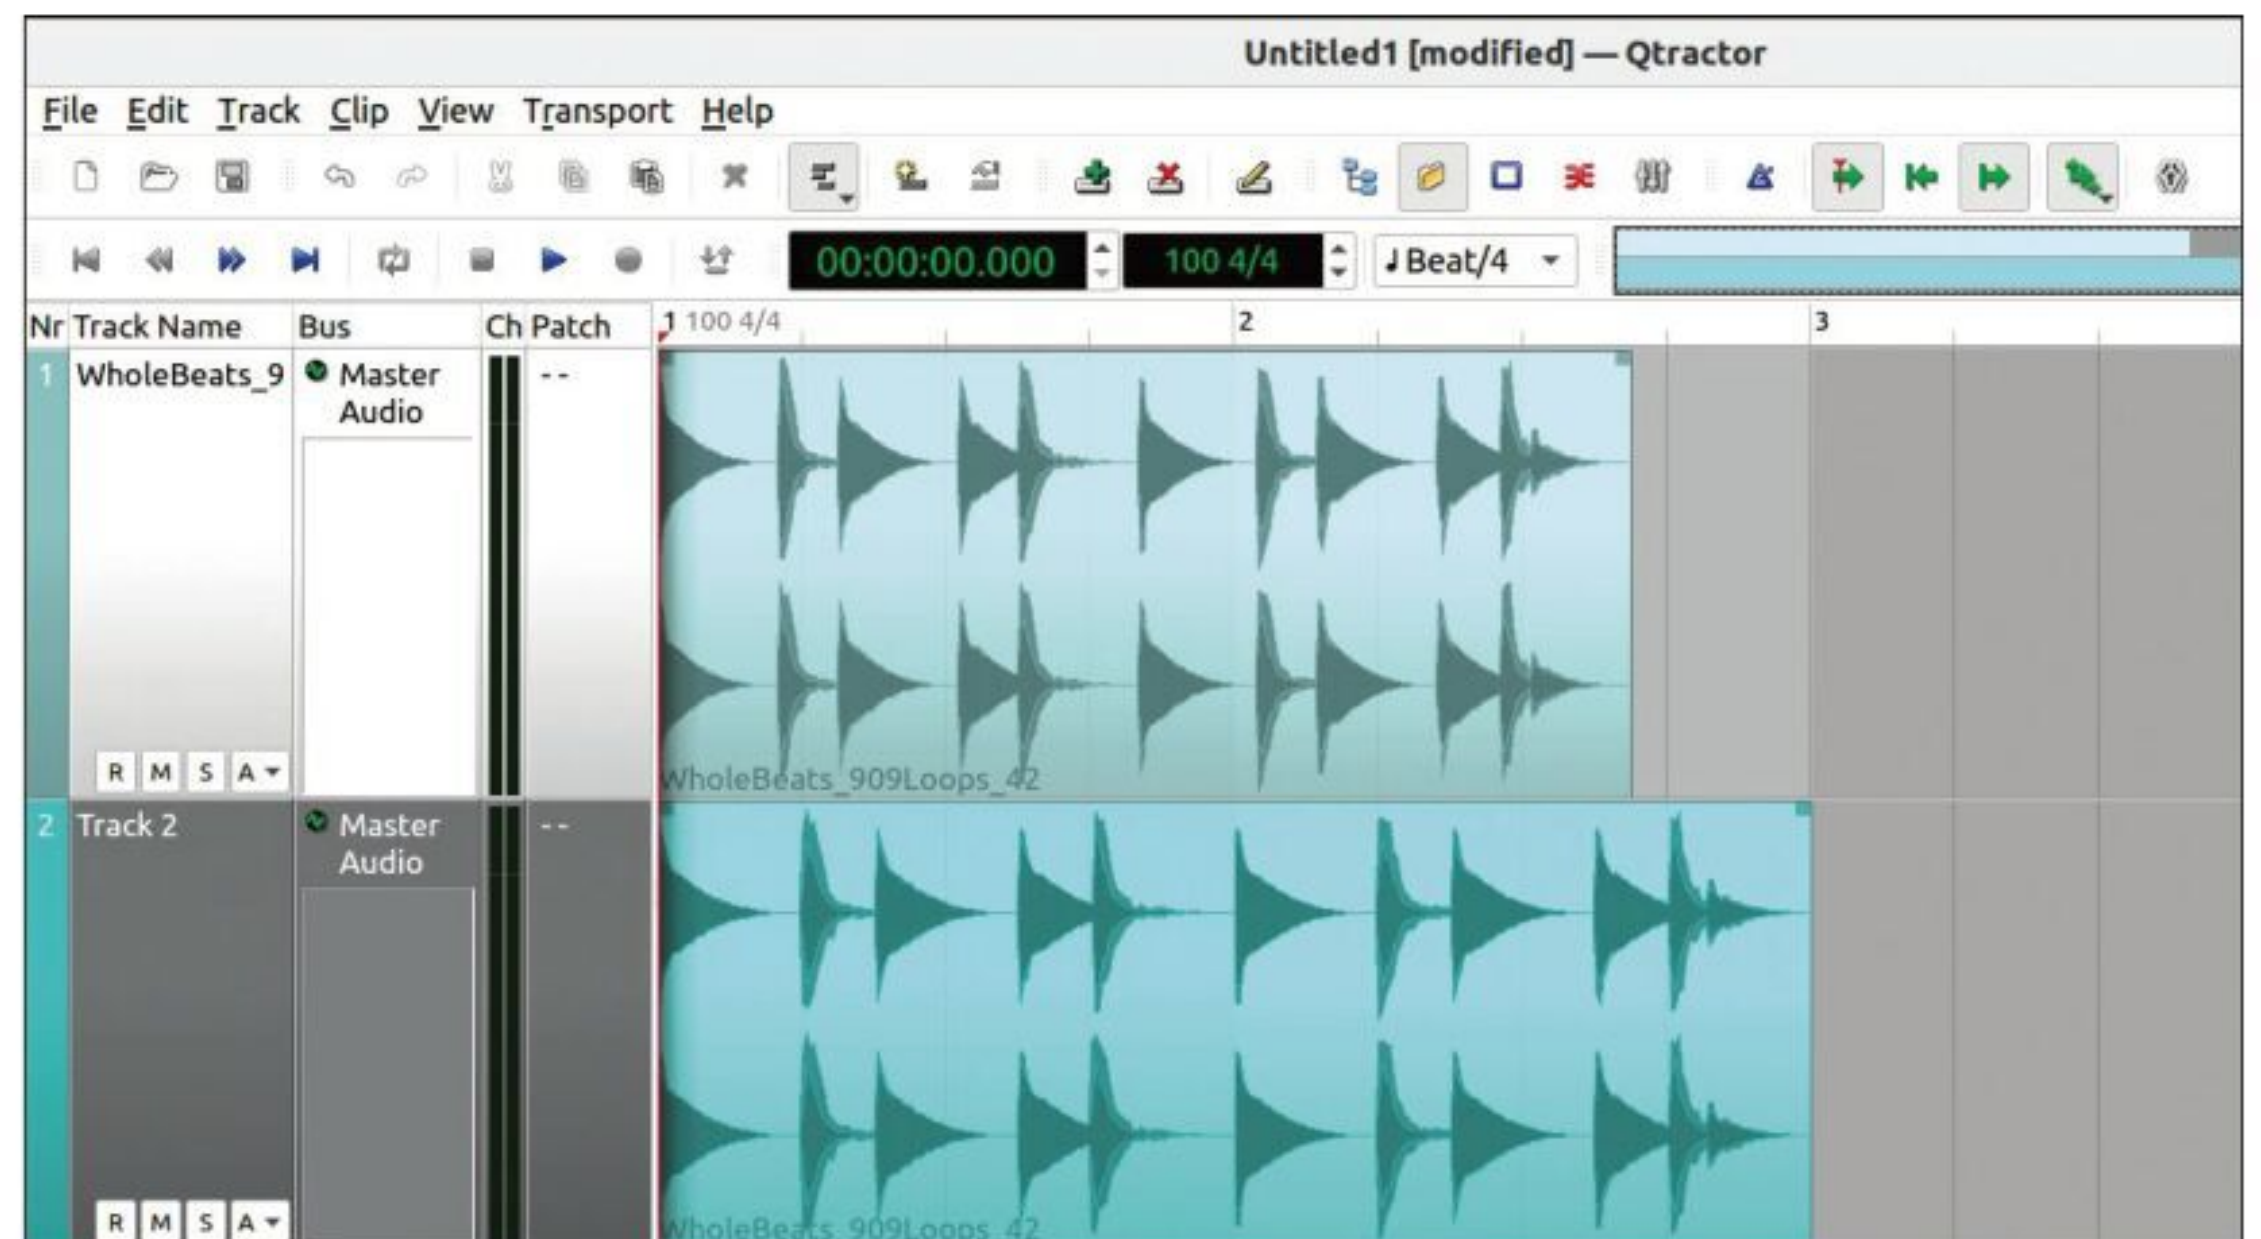 Untitled1 [modified] — Qtractor
File Edit Track Clip View Transport Help
00:00:00.000 100 4/4 Beat/4
Nr Track Name Bus Ch Patch 1 100 4/4 2 3
1 WholeBeats_9 Master Audio --
R M S A
WholeBeats_909Loops_42
2 Track 2 Master Audio --
R M S A
WholeBeats_909Loops_42